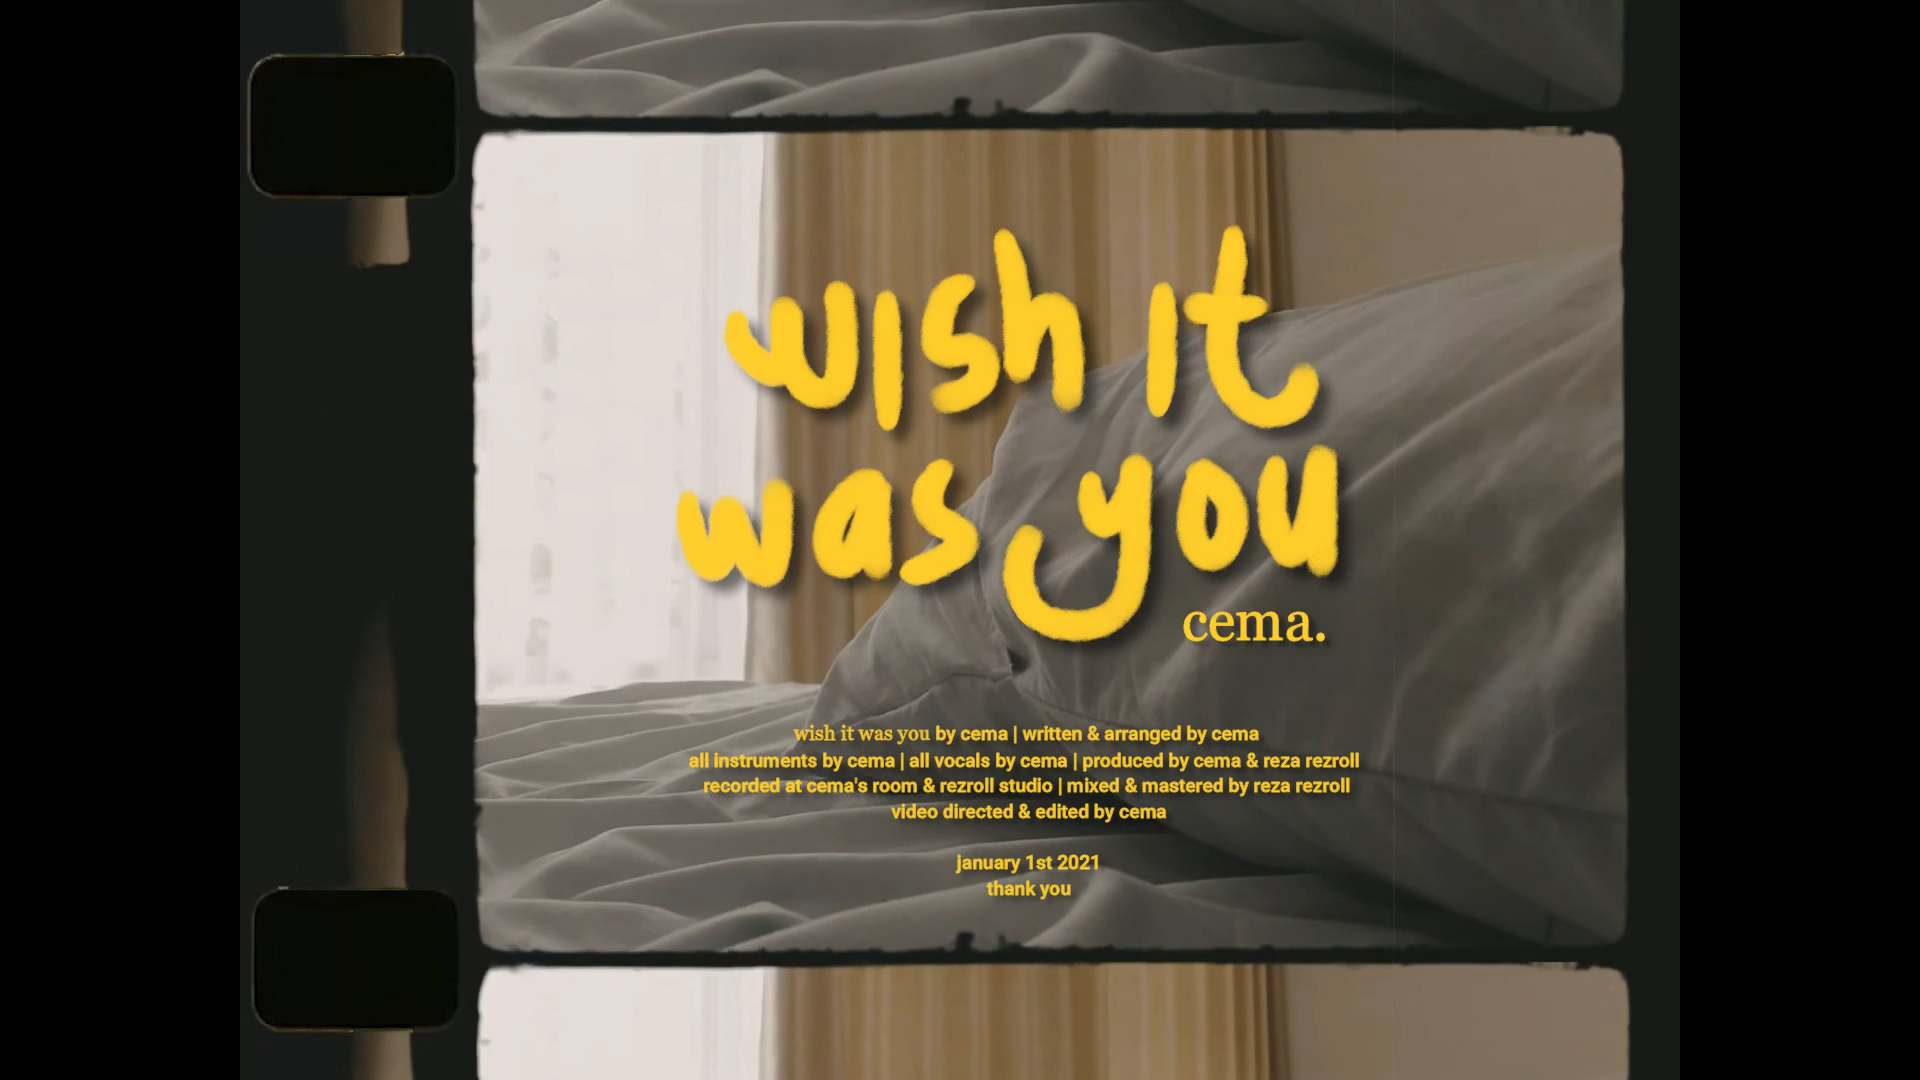 wish it
was you
cema.
wish it was you by cema | written & arranged by cema
all instruments by cema | all vocals by cema | produced by cema & reza rezroll
recorded at cema's room & rezroll studio | mixed & mastered by reza rezroll
video directed & edited by cema
january 1st 2021
thank you